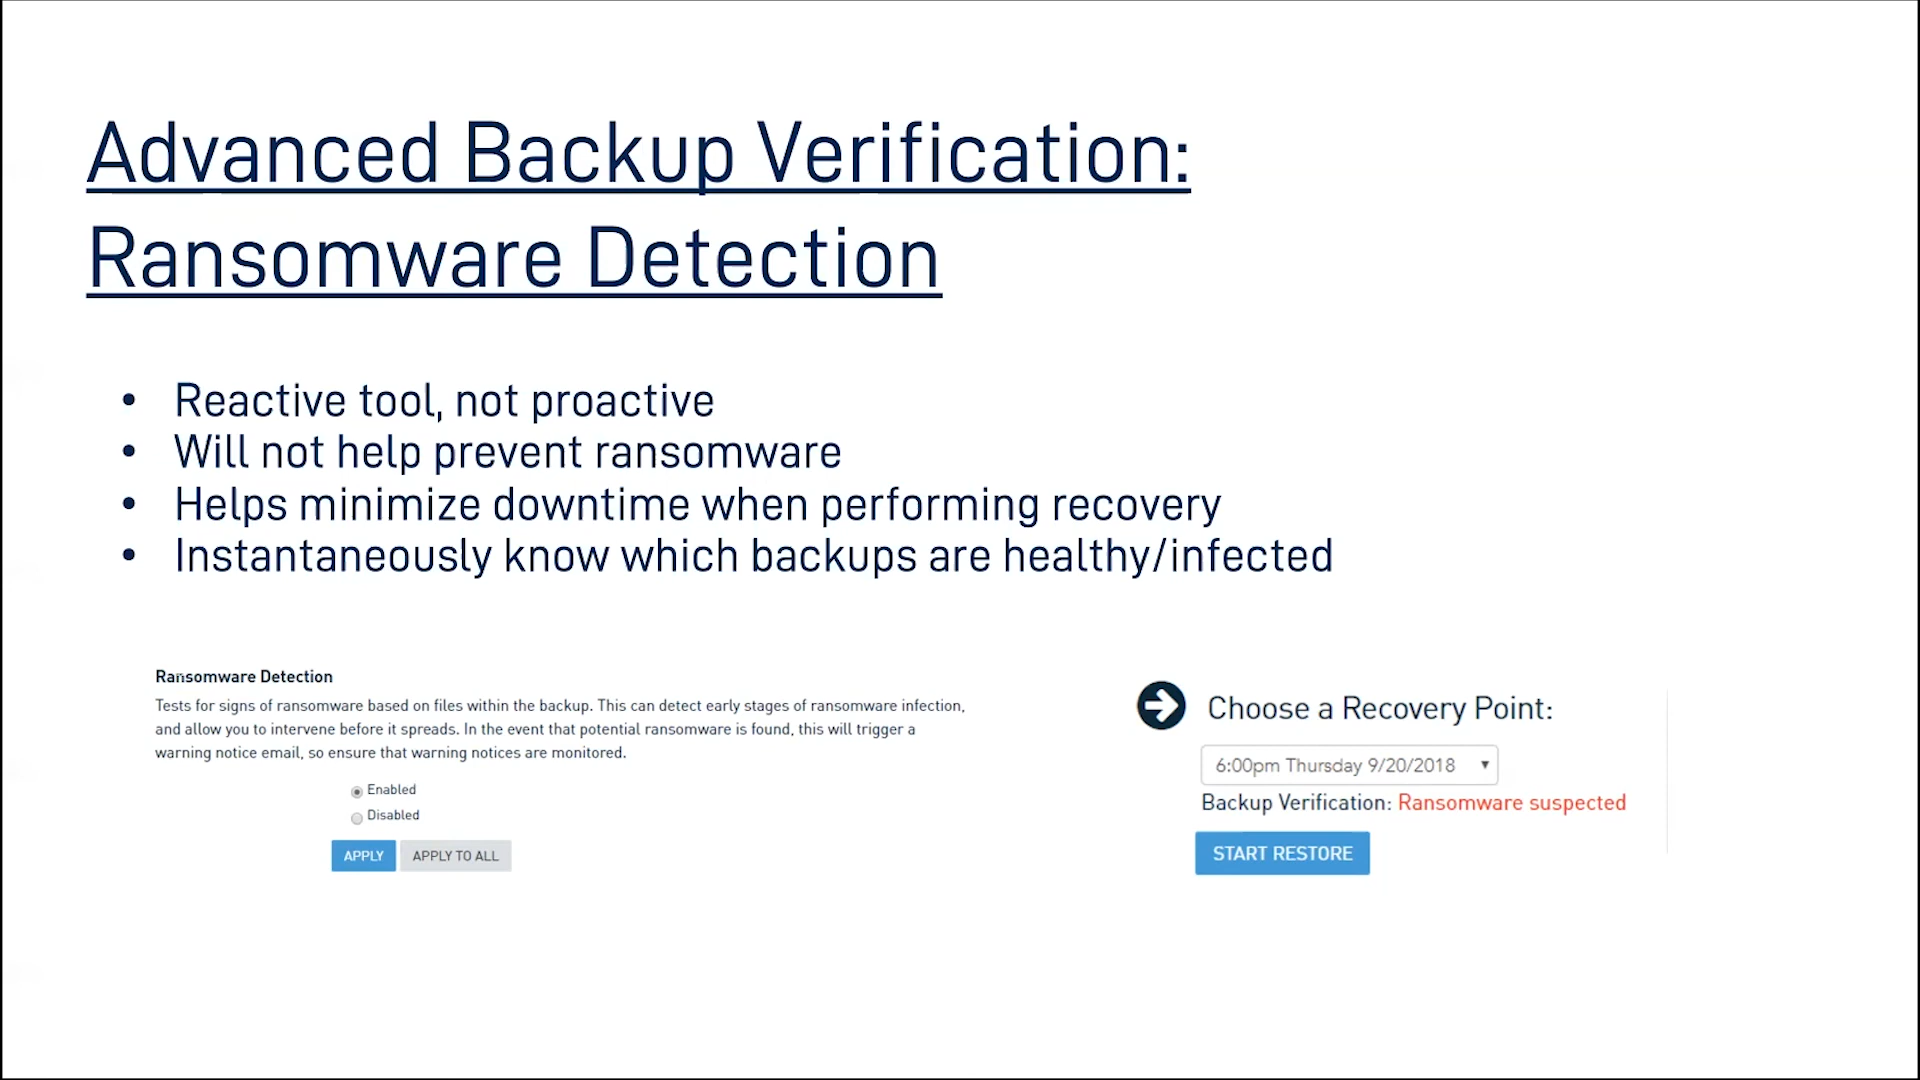 Advanced Backup Verification:
Ransomware Detection
• Reactive tool, not proactive
• Will not help prevent ransomware
• Helps minimize downtime when performing recovery
• Instantaneously know which backups are healthy/infected
Ransomware Detection
Tests for signs of ransomware based on files within the backup. This can detect early stages of ransomware infection,
and allow you to intervene before it spreads. In the event that potential ransomware is found, this will trigger a
warning notice email, so ensure that warning notices are monitored.
Enabled
Disabled
APPLY APPLY TO ALL
Choose a Recovery Point:
6:00pm Thursday 9/20/2018
Backup Verification: Ransomware suspected
START RESTORE